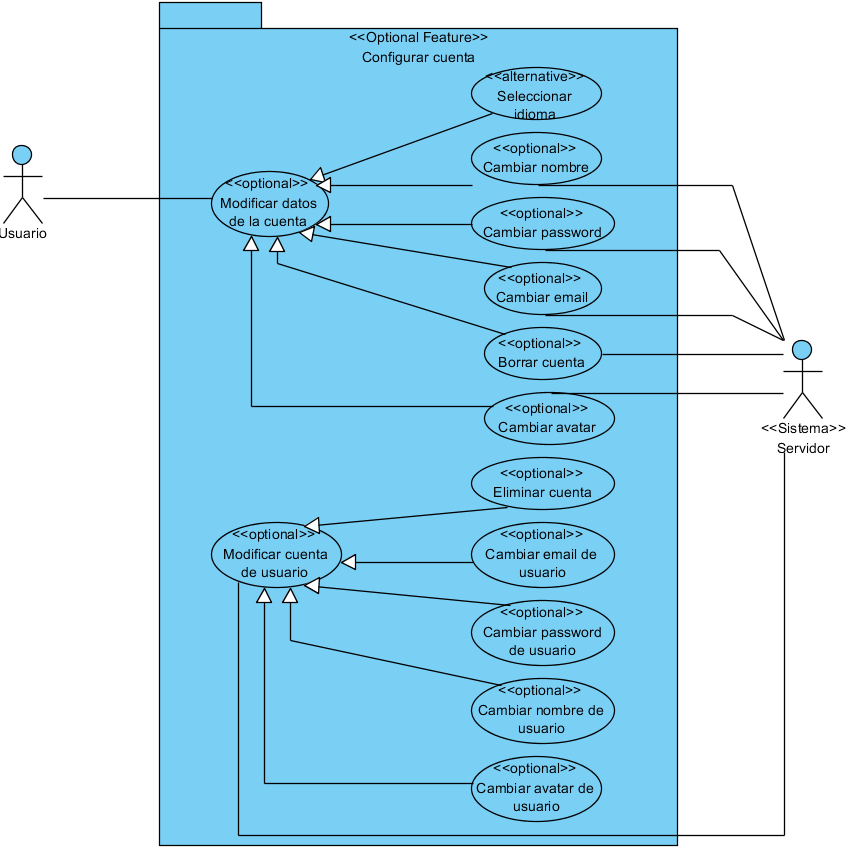 <<Optional Feature>>
Configurar cuenta
<<alternative>>
Seleccionar
idioma
<<optional>>
Cambiar nombre
<<optional>>
Modificar datos
de la cuenta
<<optional>>
Cambiar password
Usuario
<<optional>>
Cambiar email
<<optional>>
Borrar cuenta
<<optional>>
Cambiar avatar
<<Sistema>>
Servidor
<<optional>>
Eliminar cuenta
<<optional>>
Modificar cuenta
de usuario
<<optional>>
Cambiar email de
usuario
<<optional>>
Cambiar password
de usuario
<<optional>>
Cambiar nombre de
usuario
<<optional>>
Cambiar avatar de
usuario